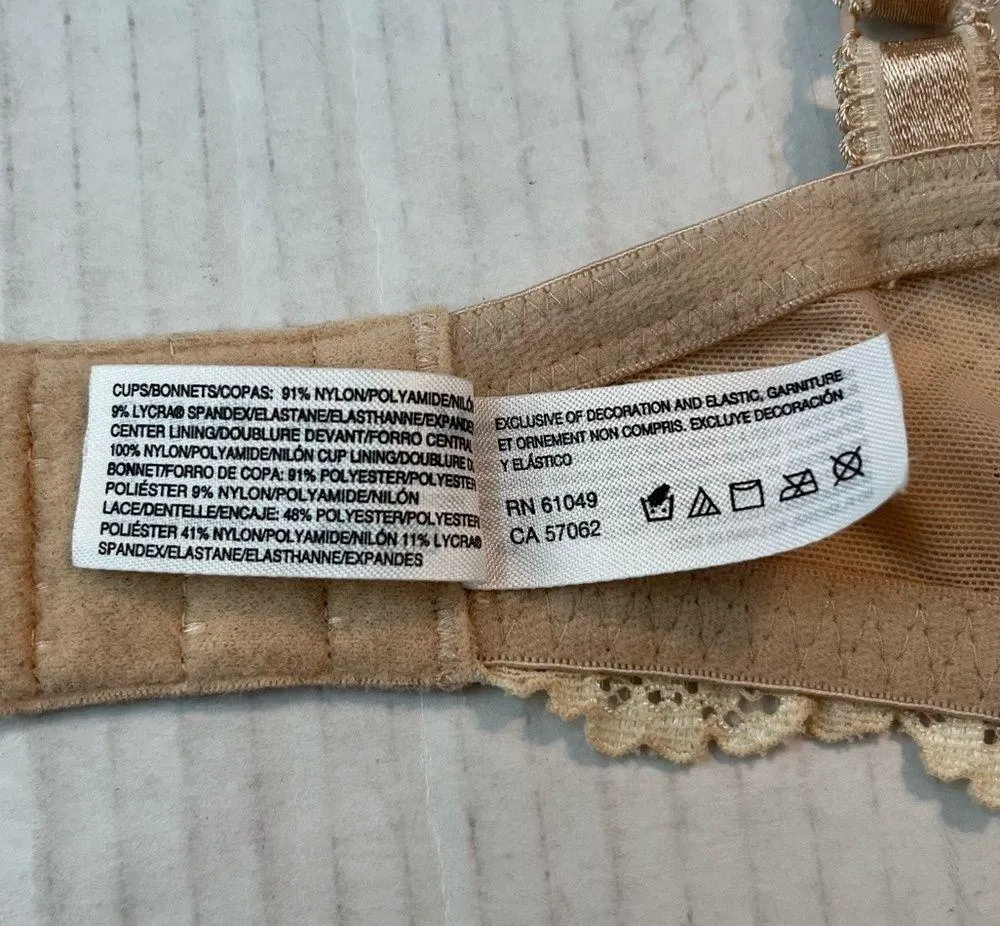 CUPS/BONNETS/COPAS: 91% NYLON/POLYAMIDE/NILÓ
9% LYCRA® SPANDEX/ELASTANE/ELASTHANNE/EXPANDE
CENTER LINING/DOUBLURE DEVANT/FORRO CENTRAL
100% NYLON/POLYAMIDE/NILÓN CUP LINING/DOUBLURE D
BONNET/FORRO DE COPA: 91% POLYESTER/POLYESTER
POLIÉSTER 9% NYLON/POLYAMIDE/NILÓN
LACE/DENTELLE/ENCAJE: 48% POLYESTER/POLYESTER
POLIÉSTER 41% NYLON/POLYAMIDE/NILÓN 11% LYCRA®
SPANDEX/ELASTANE/ELASTHANNE/EXPANDES
EXCLUSIVE OF DECORATION AND ELASTIC, GARNITURE
ET ORNEMENT NON COMPRIS. EXCLUYE DECORACIÓN
Y ELÁSTICO
RN 61049
CA 57062